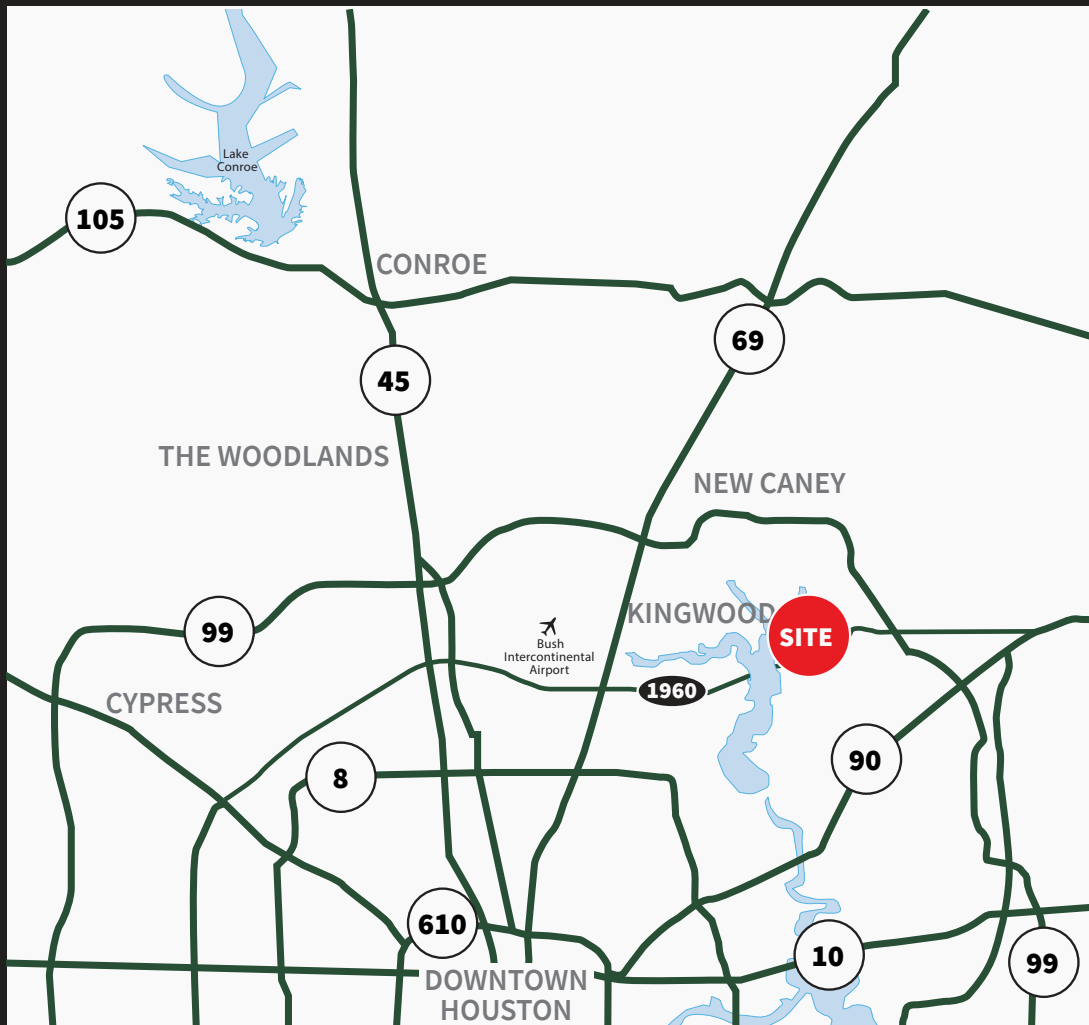 Lake
Conroe
105
CONROE
69
45
THE WOODLANDS
NEW CANEY
99
KINGWOOD
SITE
Bush
Intercontinental
Airport
1960
CYPRESS
90
8
610
10
99
DOWNTOWN
HOUSTON